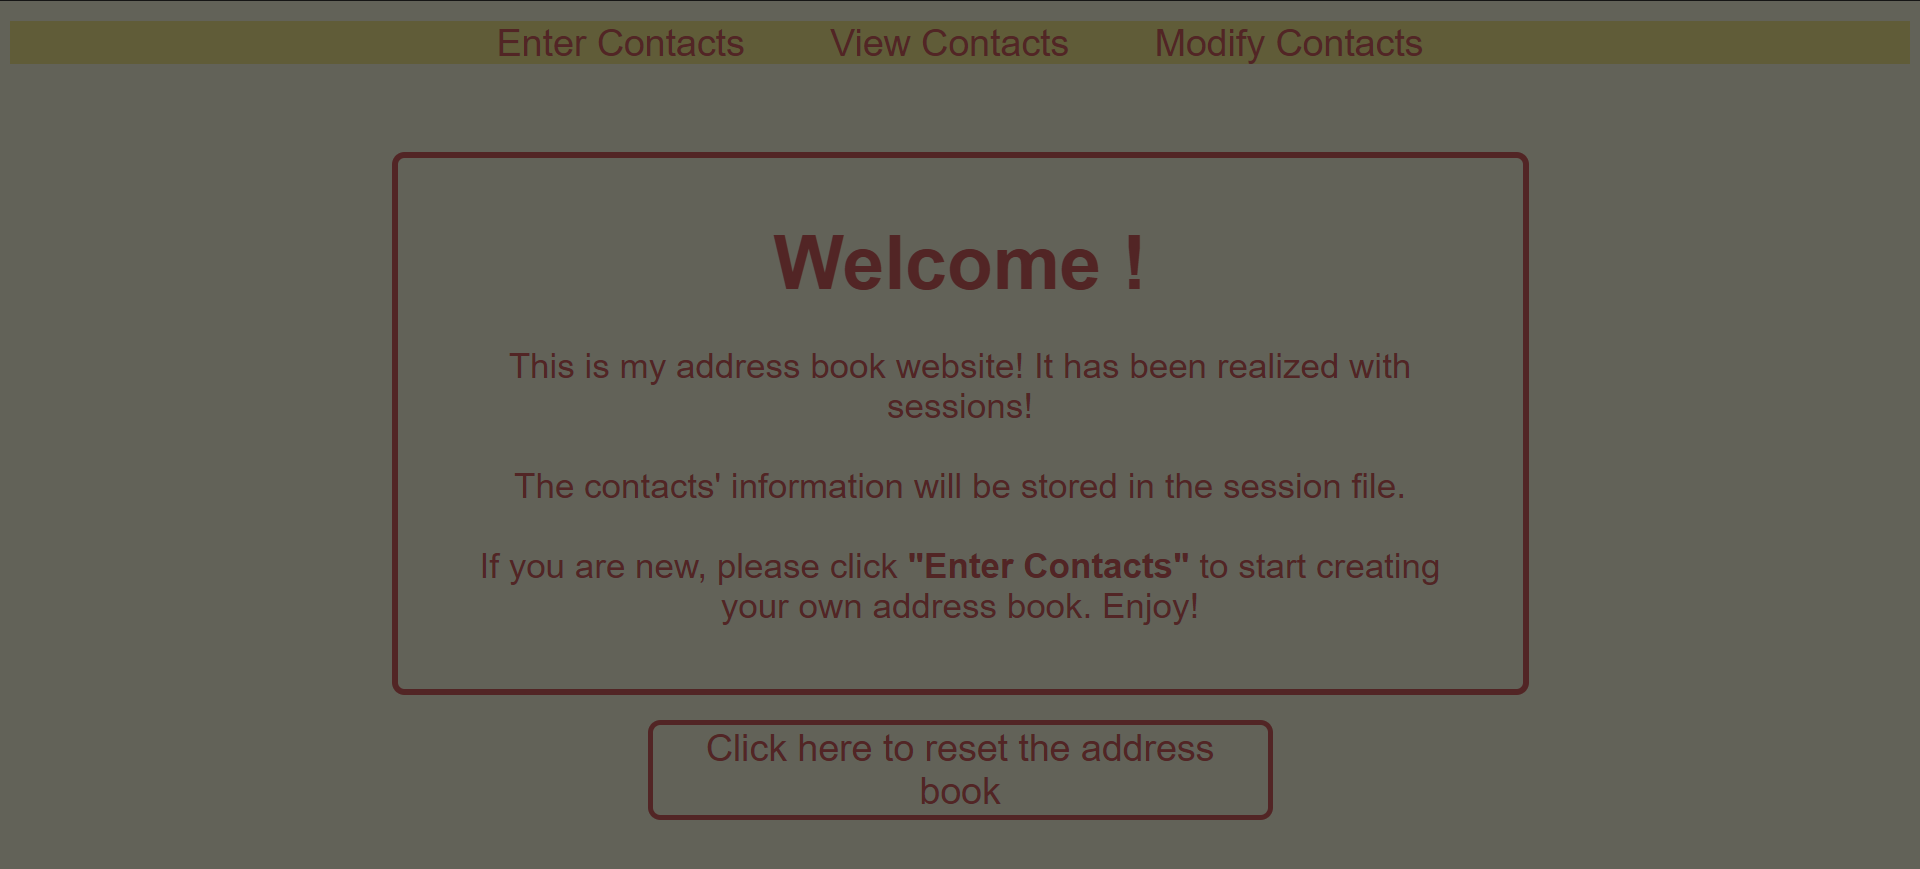 Enter Contacts View Contacts Modify Contacts
Welcome !
This is my address book website! It has been realized with
sessions!
The contacts' information will be stored in the session file.
If you are new, please click "Enter Contacts" to start creating
your own address book. Enjoy!
Click here to reset the address
book